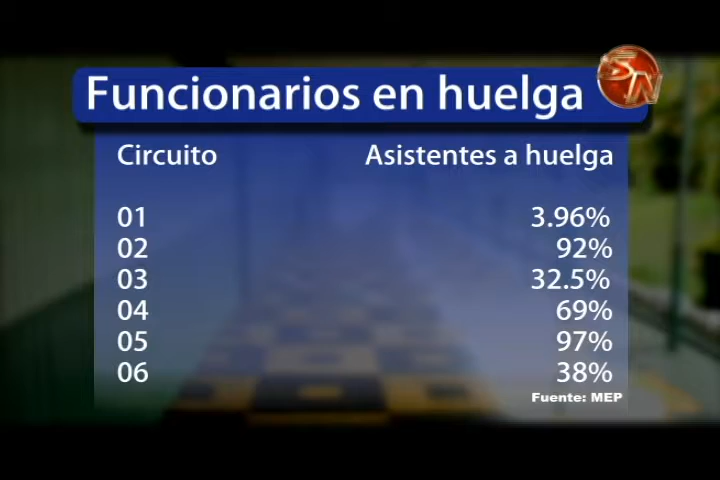 Funcionarios en huelga
SN
Circuito Asistentes a huelga
01 3.96%
02 92%
03 32.5%
04 69%
05 97%
06 38%
Fuente: MEP